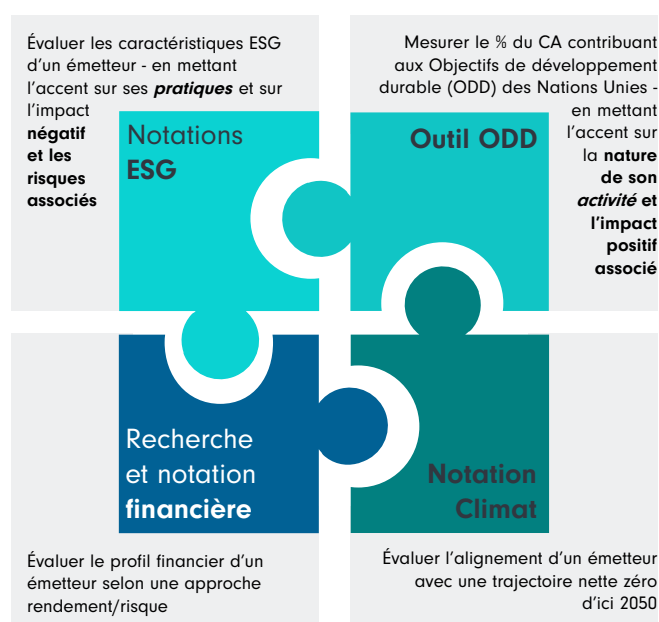 Évaluer les caractéristiques ESG
d'un émetteur - en mettant
l'accent sur ses pratiques et sur
l'impact
négatif
et les
risques
associés
Notations
ESG
Mesurer le % du CA contribuant
aux Objectifs de développement
durable (ODD) des Nations Unies -
en mettant
l'accent sur
la nature
de son
activité et
l'impact
positif
associé
Outil ODD
Recherche
et notation
financière
Évaluer le profil financier d'un
émetteur selon une approche
rendement/risque
Notation
Climat
Évaluer l'alignement d'un émetteur
avec une trajectoire nette zéro
d'ici 2050